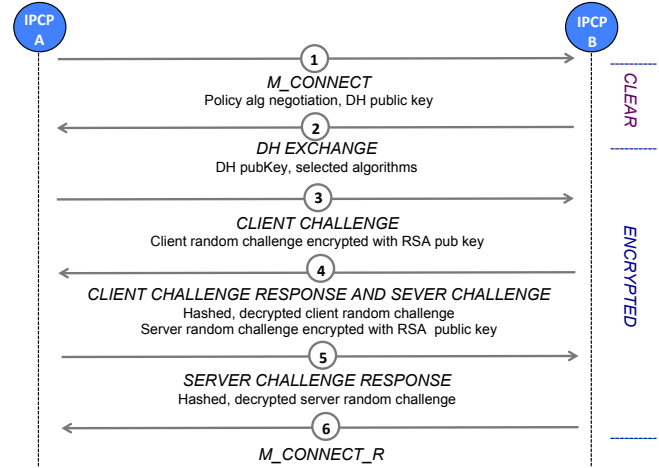 IPCP
A
IPCP
B
1
M_CONNECT
Policy alg negotiation, DH public key
CLEAR
2
DH EXCHANGE
DH pubKey, selected algorithms
3
CLIENT CHALLENGE
Client random challenge encrypted with RSA pub key
ENCRYPTED
4
CLIENT CHALLENGE RESPONSE AND SEVER CHALLENGE
Hashed, decrypted client random challenge
Server random challenge encrypted with RSA public key
5
SERVER CHALLENGE RESPONSE
Hashed, decrypted server random challenge
6
M_CONNECT_R